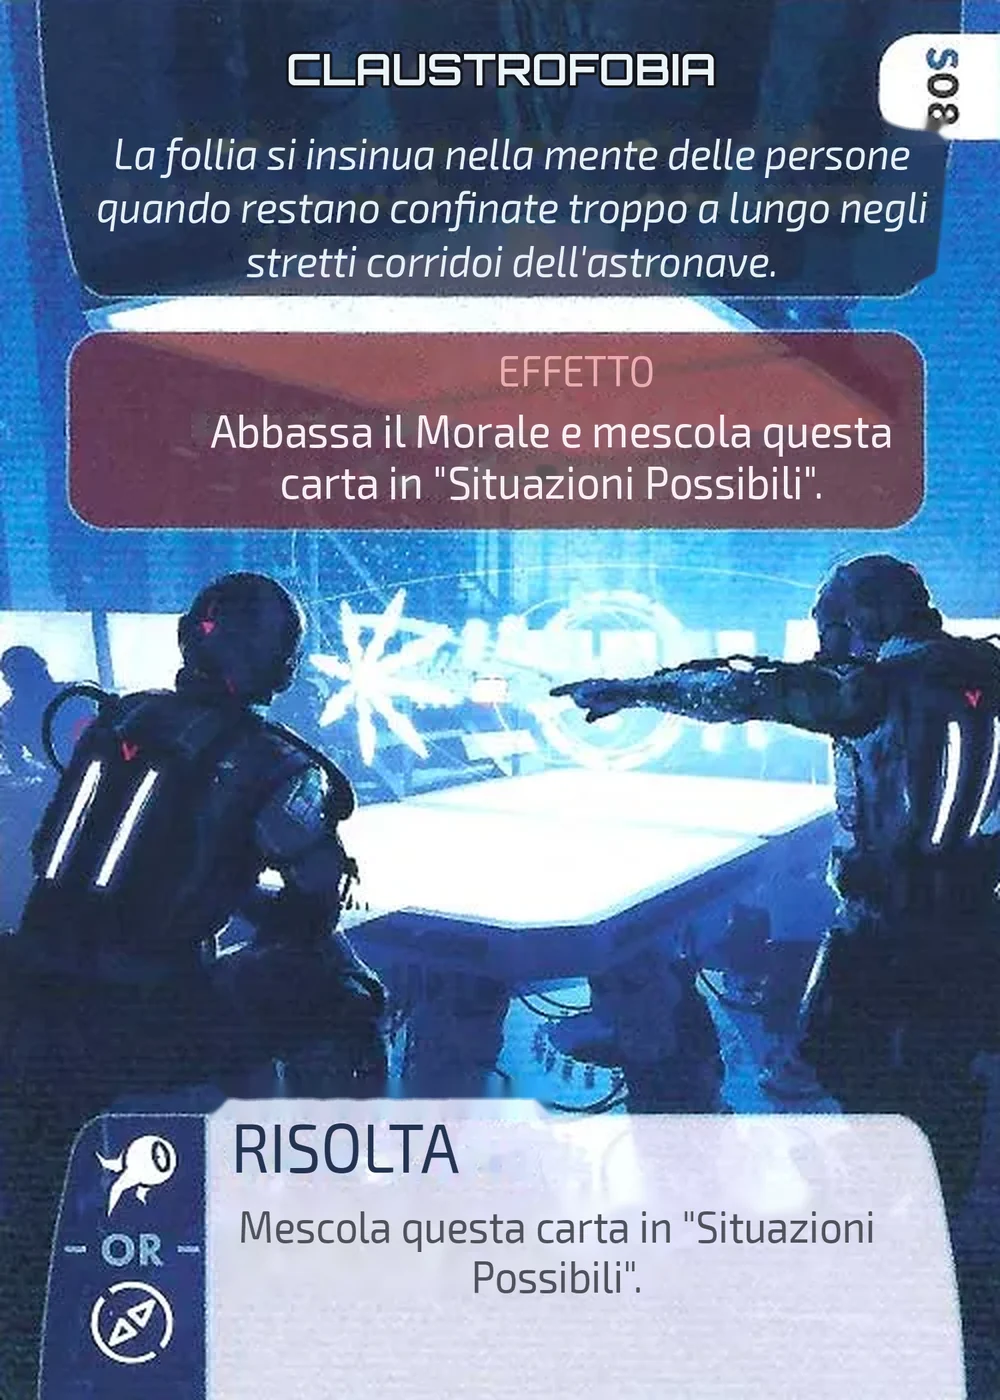 CLAUSTROFOBIA
S08
La follia si insinua nella mente delle persone
quando restano confinate troppo a lungo negli
stretti corridoi dell'astronave.
EFFETTO
Abbassa il Morale e mescola questa
carta in "Situazioni Possibili".
RISOLTA
Mescola questa carta in "Situazioni
Possibili".
- OR -